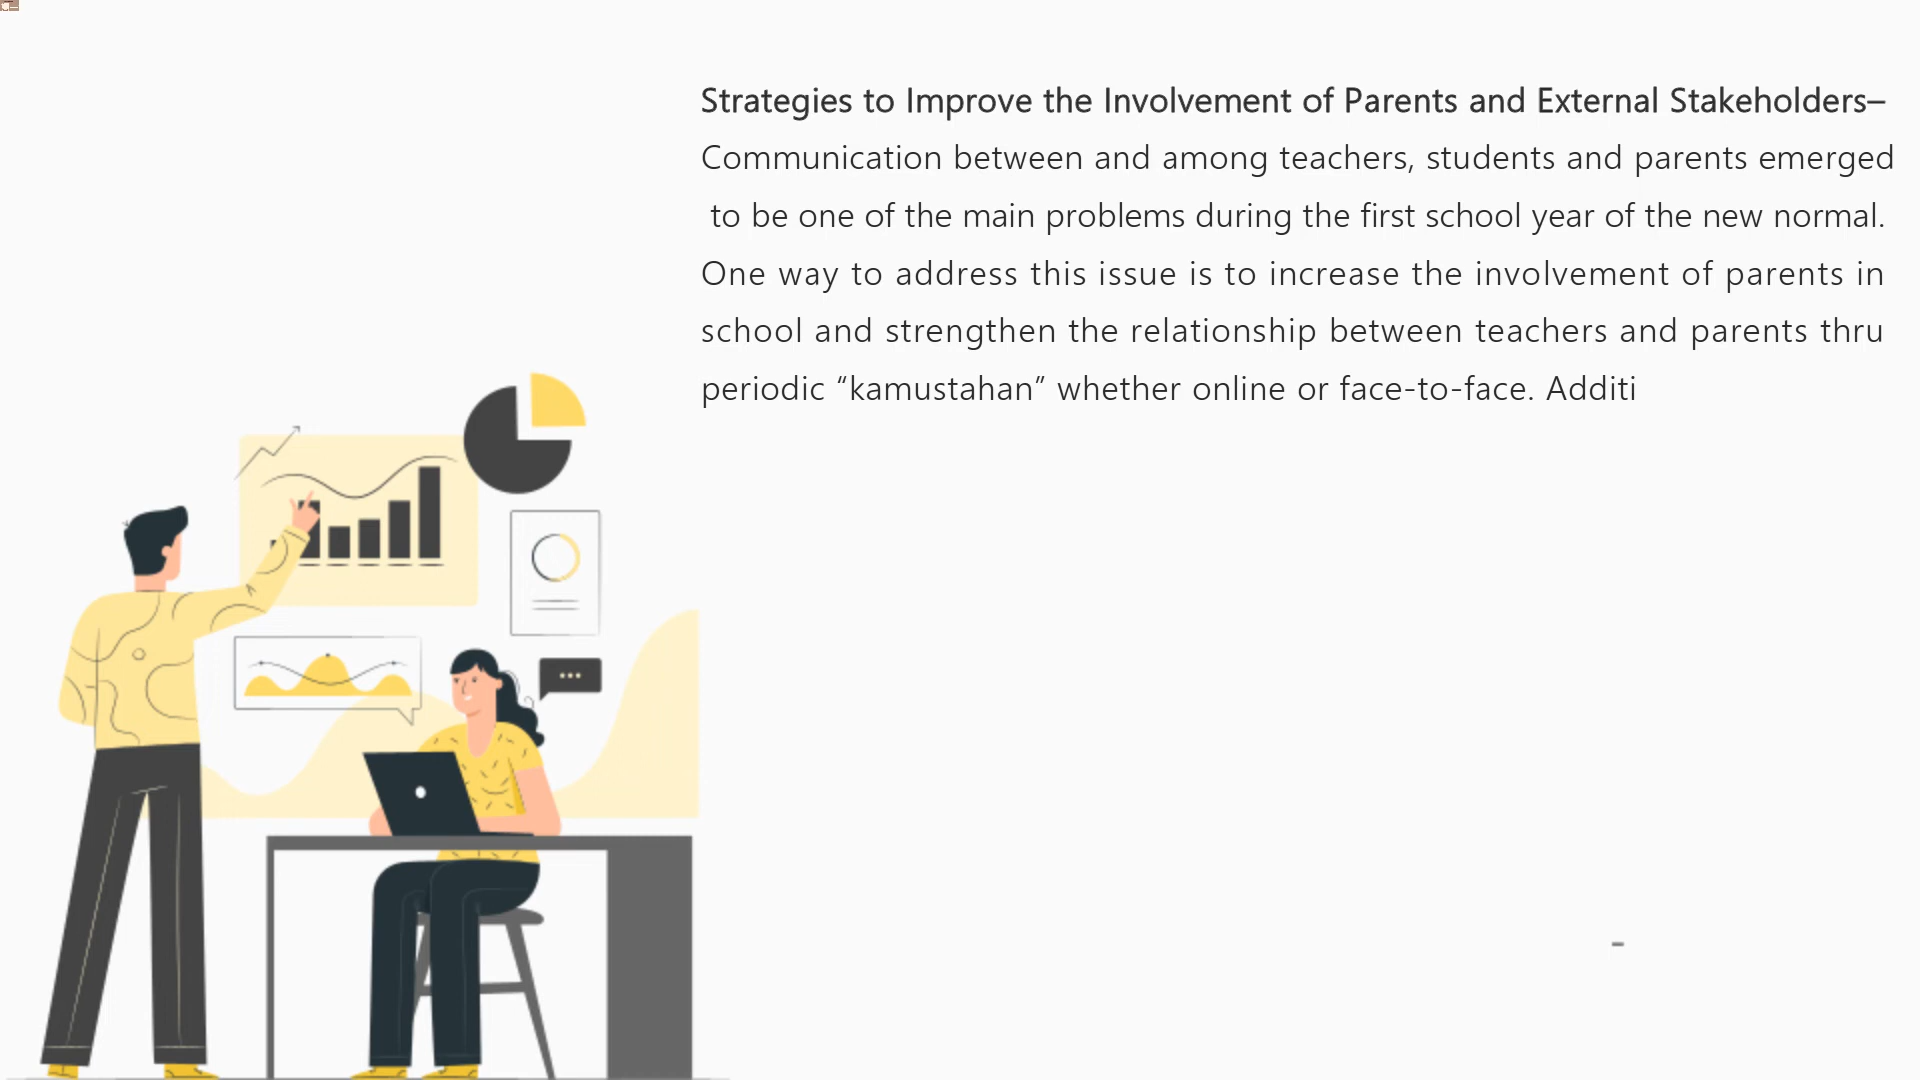 Strategies to Improve the Involvement of Parents and External Stakeholders–
Communication between and among teachers, students and parents emerged
to be one of the main problems during the first school year of the new normal.
One way to address this issue is to increase the involvement of parents in
school and strengthen the relationship between teachers and parents thru
periodic “kamustahan” whether online or face-to-face. Additi